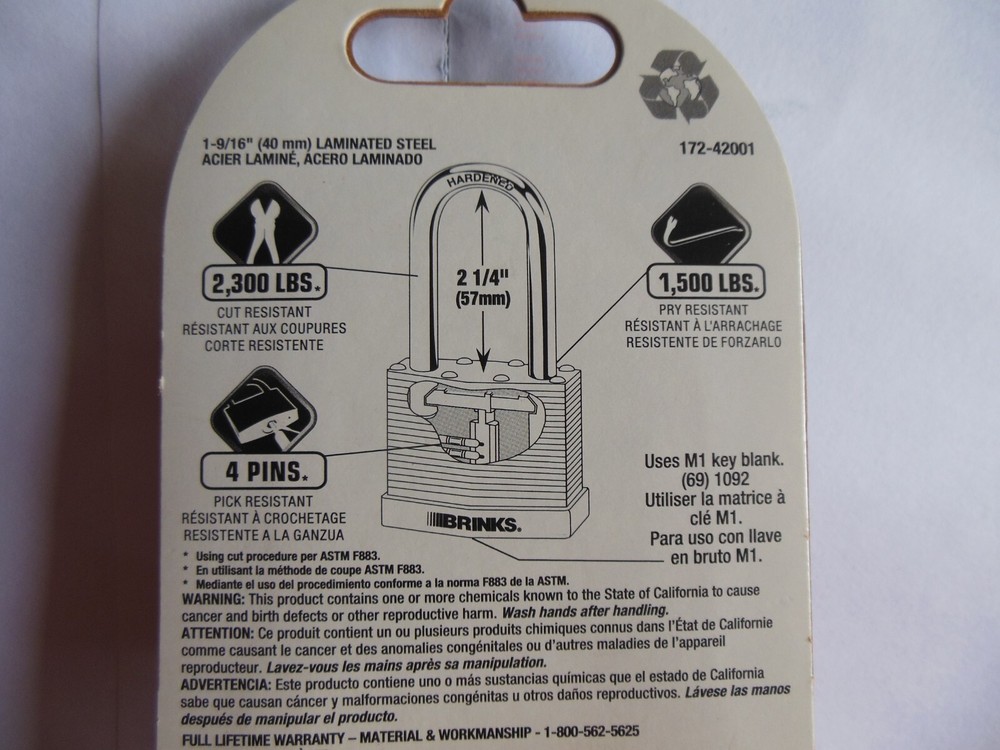 1-9/16" (40 mm) LAMINATED STEEL
ACIER LAMINÉ, ACERO LAMINADO
172-42001
HARDENED
2,300 LBS.*
CUT RESISTANT
RÉSISTANT AUX COUPURES
CORTE RESISTENTE
2 1/4"
(57mm)
1,500 LBS.*
PRY RESISTANT
RÉSISTANT À L'ARRACHAGE
RESISTENTE DE FORZARLO
4 PINS.*
PICK RESISTANT
RÉSISTANT À CROCHETAGE
RESISTENTE A LA GANZUA
Uses M1 key blank.
(69) 1092
Utiliser la matrice à
clé M1.
Para uso con llave
en bruto M1.
BRINKS.
* Using cut procedure per ASTM F883.
* En utilisant la méthode de coupe ASTM F883.
* Mediante el uso del procedimiento conforme a la norma F883 de la ASTM.
WARNING: This product contains one or more chemicals known to the State of California to cause
cancer and birth defects or other reproductive harm. Wash hands after handling.
ATTENTION: Ce produit contient un ou plusieurs produits chimiques connus dans l'État de Californie
comme causant le cancer et des anomalies congénitales ou d'autres maladies de l'appareil
reproducteur. Lavez-vous les mains après sa manipulation.
ADVERTENCIA: Este producto contiene uno o más sustancias químicas que el estado de California
sabe que causan cáncer y malformaciones congénitas u otros daños reproductivos. Lávese las manos
después de manipular el producto.
FULL LIFETIME WARRANTY – MATERIAL & WORKMANSHIP - 1-800-562-5625